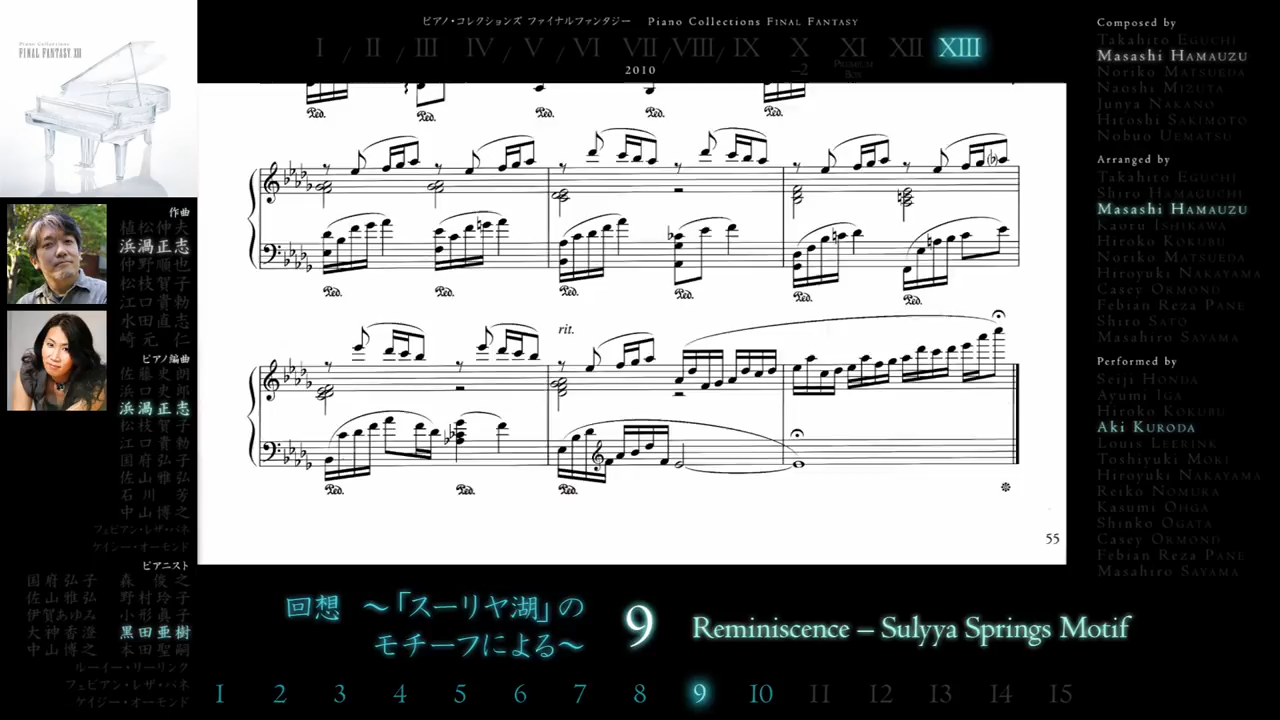 ピアノ・コレクションズ ファイナルファンタジー Piano Collections FINAL FANTASY
I / II / III / IV / V / VI / VII / VIII / IX / X –2 XI XII XIII
2010
Piano Collections
FINAL FANTASY XIII
作曲
植松伸夫
浜渦正志
仲野順也
松枝賀子
江口貴勅
水田直志
崎元仁
ピアノ編曲
佐藤史朗
浜口史郎
浜渦正志
松枝賀子
江口貴勅
国府弘子
佐山雅弘
石川芳
中山博之
フェビアン・レザ・パネ
ケイシー・オーモンド
ピアニスト
国府弘子 森俊之
佐山雅弘 野村玲子
伊賀あゆみ 小形眞子
大神香澄 黒田亜樹
中山博之 本田聖嗣
ルーイー・リーリンク
フェビアン・レザ・パネ
ケイシー・オーモンド
Composed by
Takahito EGUCHI
Masashi HAMAUZU
Noriko MATSUEDA
Naoshi MIZUTA
Junya NAKANO
Hitoshi SAKIMOTO
Nobuo UEMATSU
Arranged by
Takahito EGUCHI
Shiro HAMAGUCHI
Masashi HAMAUZU
Kaoru ISHIKAWA
Hiroko KOKUBU
Noriko MATSUEDA
Hiroyuki NAKAYAMA
Casey ORMOND
Febian Reza PANE
Shiro SATO
Masahiro SAYAMA
Performed by
Seiji HONDA
Ayumi IGA
Hiroko KOKUBU
Aki KURODA
Louis LEERINK
Toshiyuki MORI
Hiroyuki NAKAYAMA
Reiko NOMURA
Kasumi OHGA
Shinko OGATA
Casey ORMOND
Febian Reza PANE
Masahiro SAYAMA
Ped. Ped. Ped. Ped. Ped.
Ped. Ped. Ped. Ped. Ped. Ped.
rit.
Ped. Ped. Ped.
55
回想 ～「スーリヤ湖」の
モチーフによる～
9 Reminiscence – Sulyya Springs Motif
1 2 3 4 5 6 7 8 9 10 11 12 13 14 15